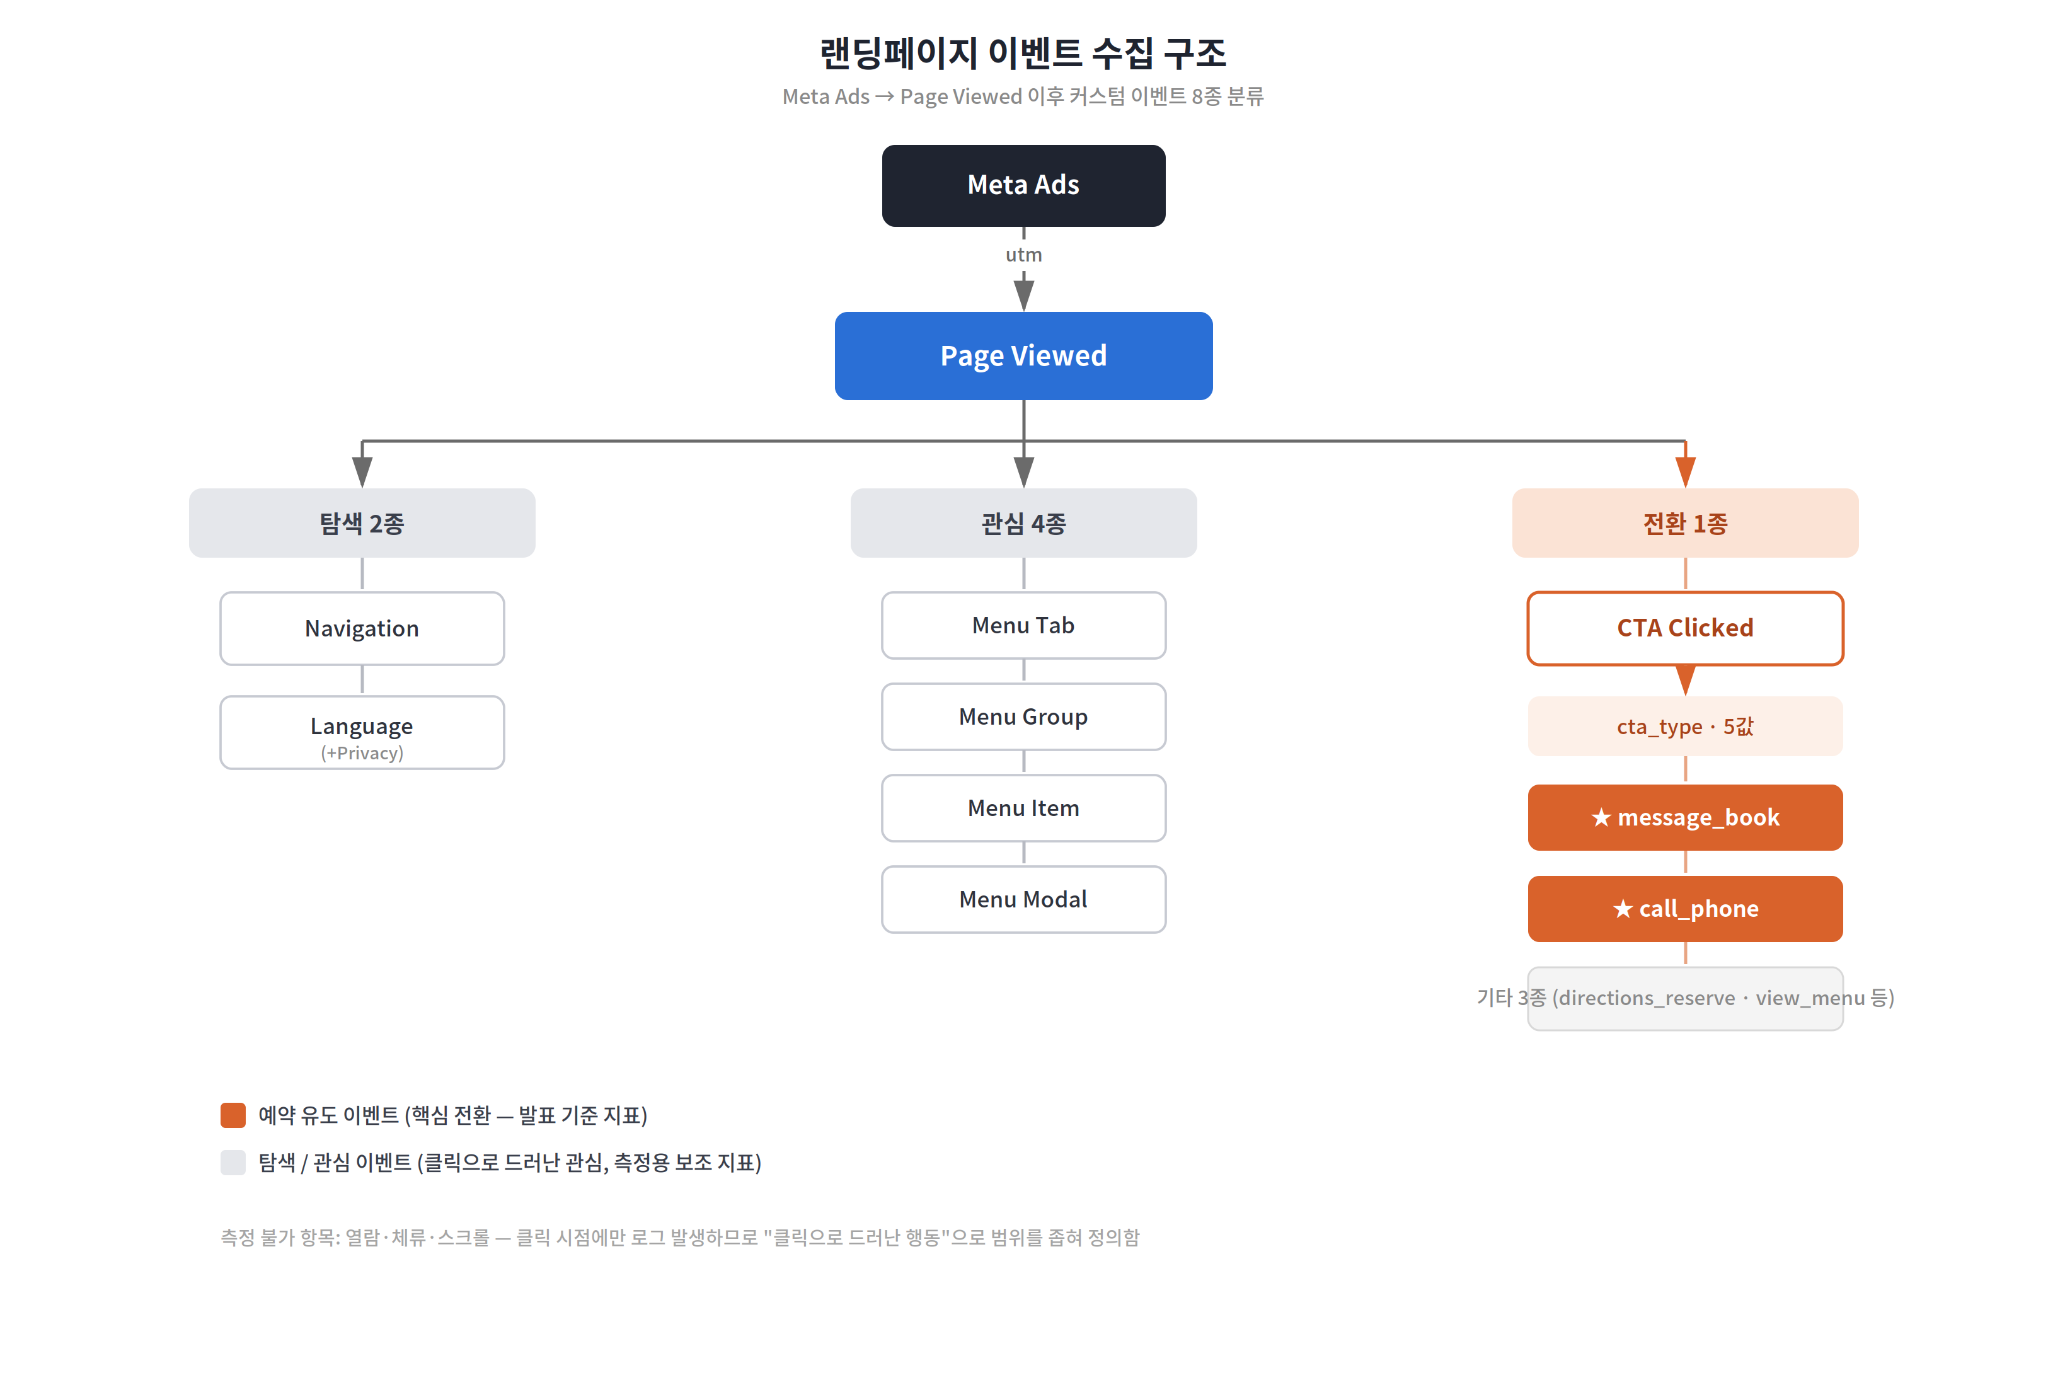 랜딩페이지 이벤트 수집 구조
Meta Ads → Page Viewed 이후 커스텀 이벤트 8종 분류
Meta Ads
utm
Page Viewed
탐색 2종
Navigation
Language
(+Privacy)
관심 4종
Menu Tab
Menu Group
Menu Item
Menu Modal
전환 1종
CTA Clicked
cta_type · 5값
★ message_book
★ call_phone
기타 3종 (directions_reserve · view_menu 등)
예약 유도 이벤트 (핵심 전환 — 발표 기준 지표)
탐색 / 관심 이벤트 (클릭으로 드러난 관심, 측정용 보조 지표)
측정 불가 항목: 열람·체류·스크롤 — 클릭 시점에만 로그 발생하므로 "클릭으로 드러난 행동"으로 범위를 좁혀 정의함